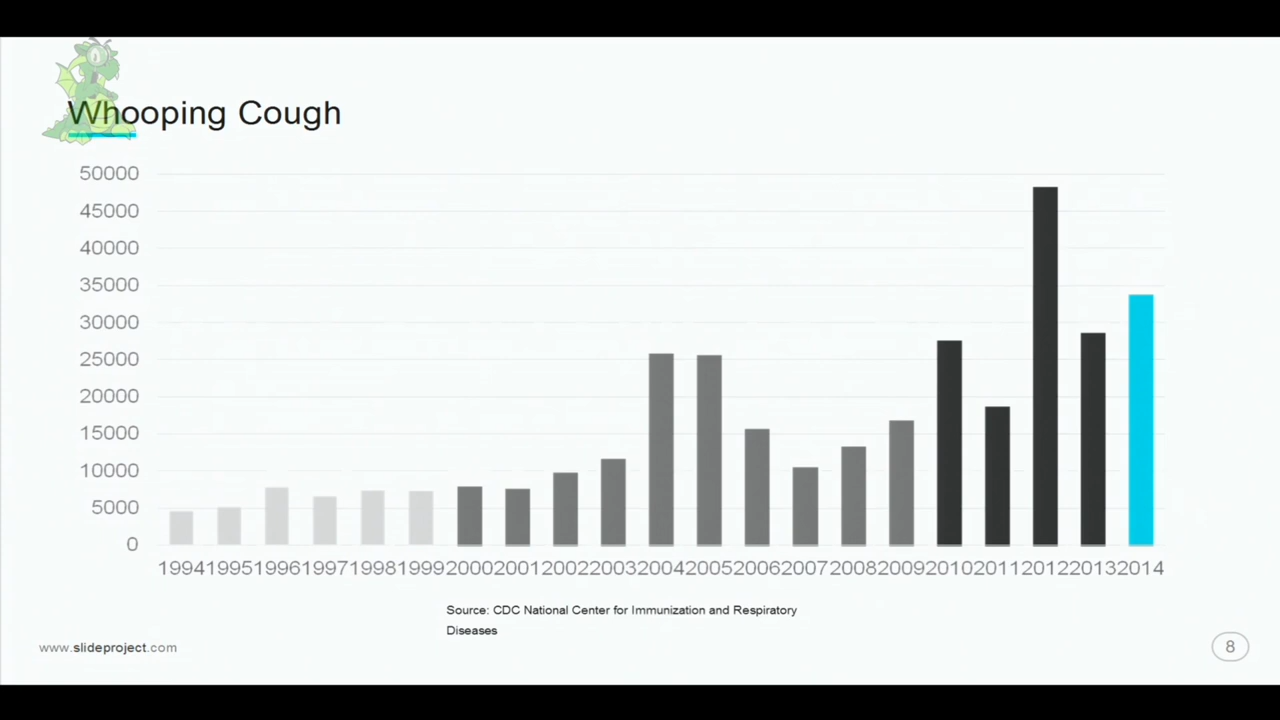 Whooping Cough
50000
45000
40000
35000
30000
25000
20000
15000
10000
5000
0
1994 1995 1996 1997 1998 1999 2000 2001 2002 2003 2004 2005 2006 2007 2008 2009 2010 2011 2012 2013 2014
Source: CDC National Center for Immunization and Respiratory
Diseases
www.slideproject.com
8